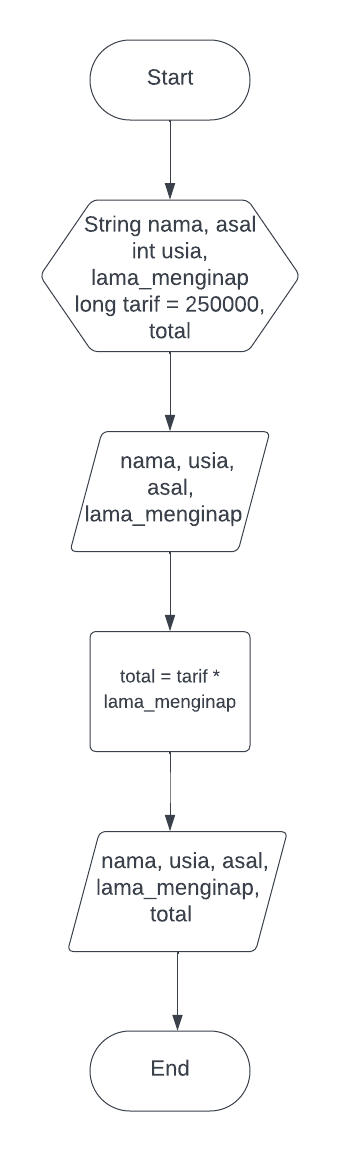 Start
String nama, asal
int usia,
lama_menginap
long tarif = 250000,
total
nama, usia,
asal,
lama_menginap
total = tarif *
lama_menginap
nama, usia, asal,
lama_menginap,
total
End